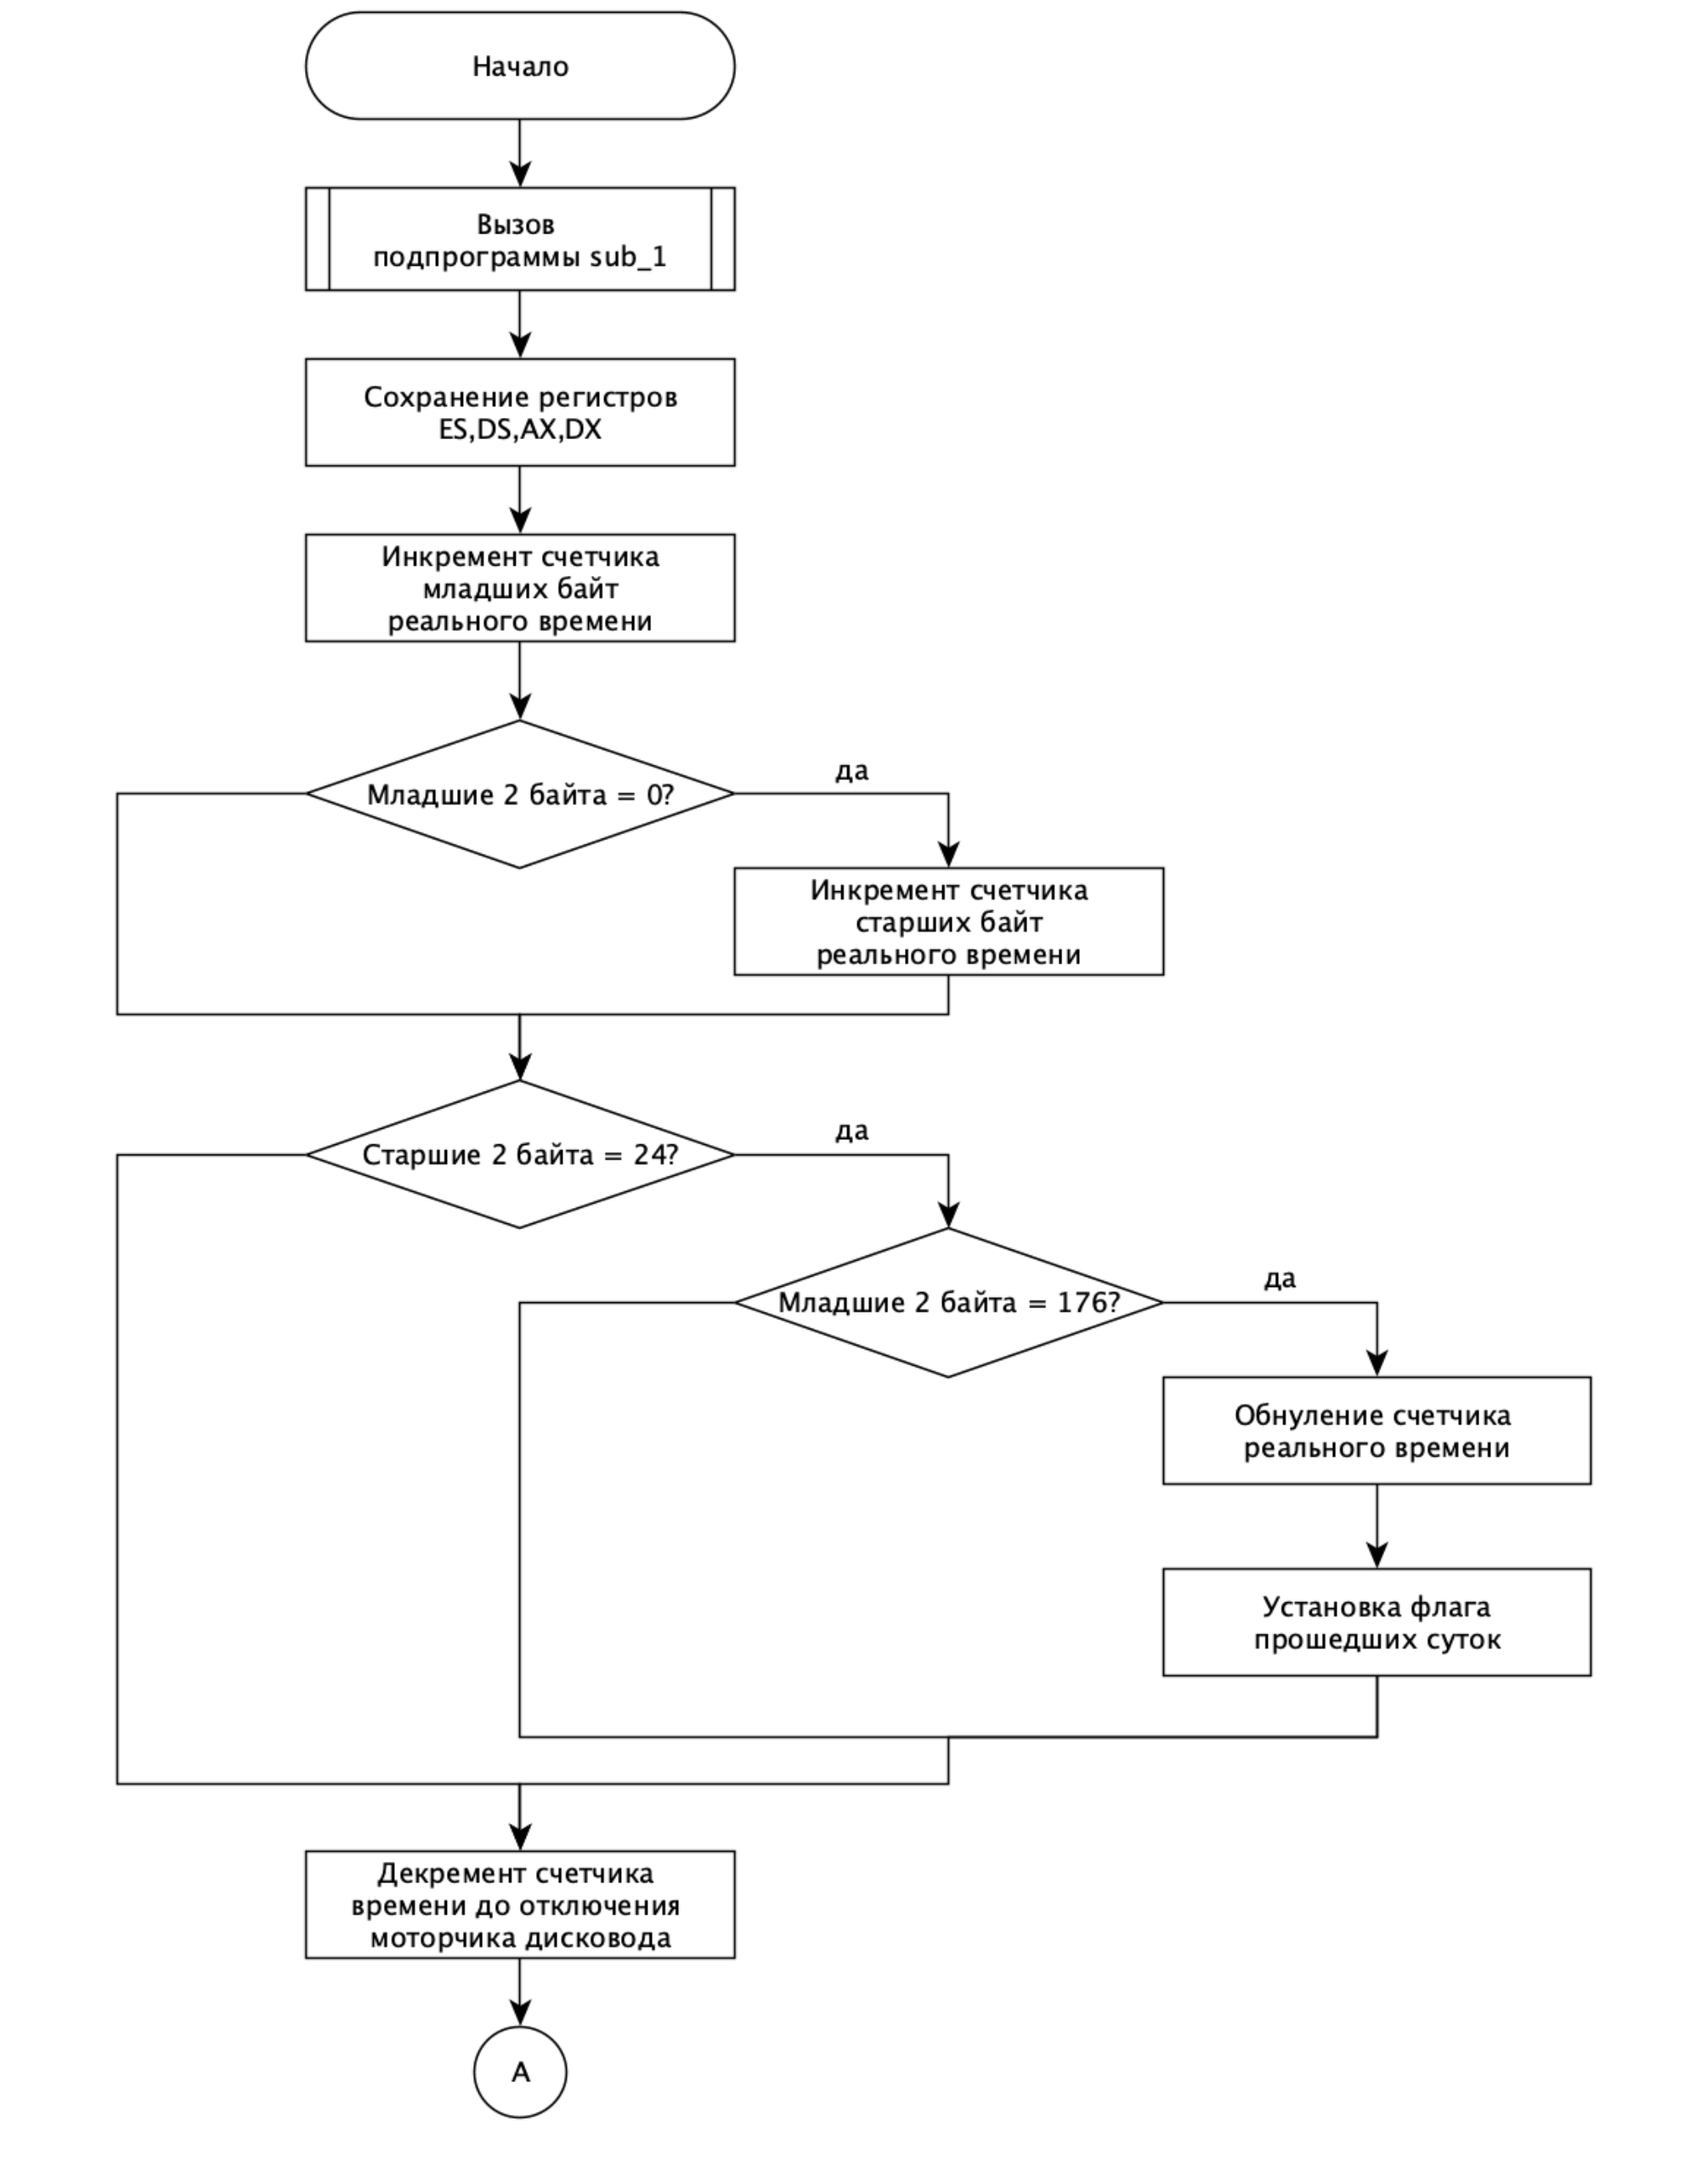 Начало
Вызов
подпрограммы sub_1
Сохранение регистров
ES,DS,AX,DX
Инкремент счетчика
младших байт
реального времени
Младшие 2 байта = 0?
да
Инкремент счетчика
старших байт
реального времени
Старшие 2 байта = 24?
да
Младшие 2 байта = 176?
да
Обнуление счетчика
реального времени
Установка флага
прошедших суток
Декремент счетчика
времени до отключения
моторчика дисковода
A